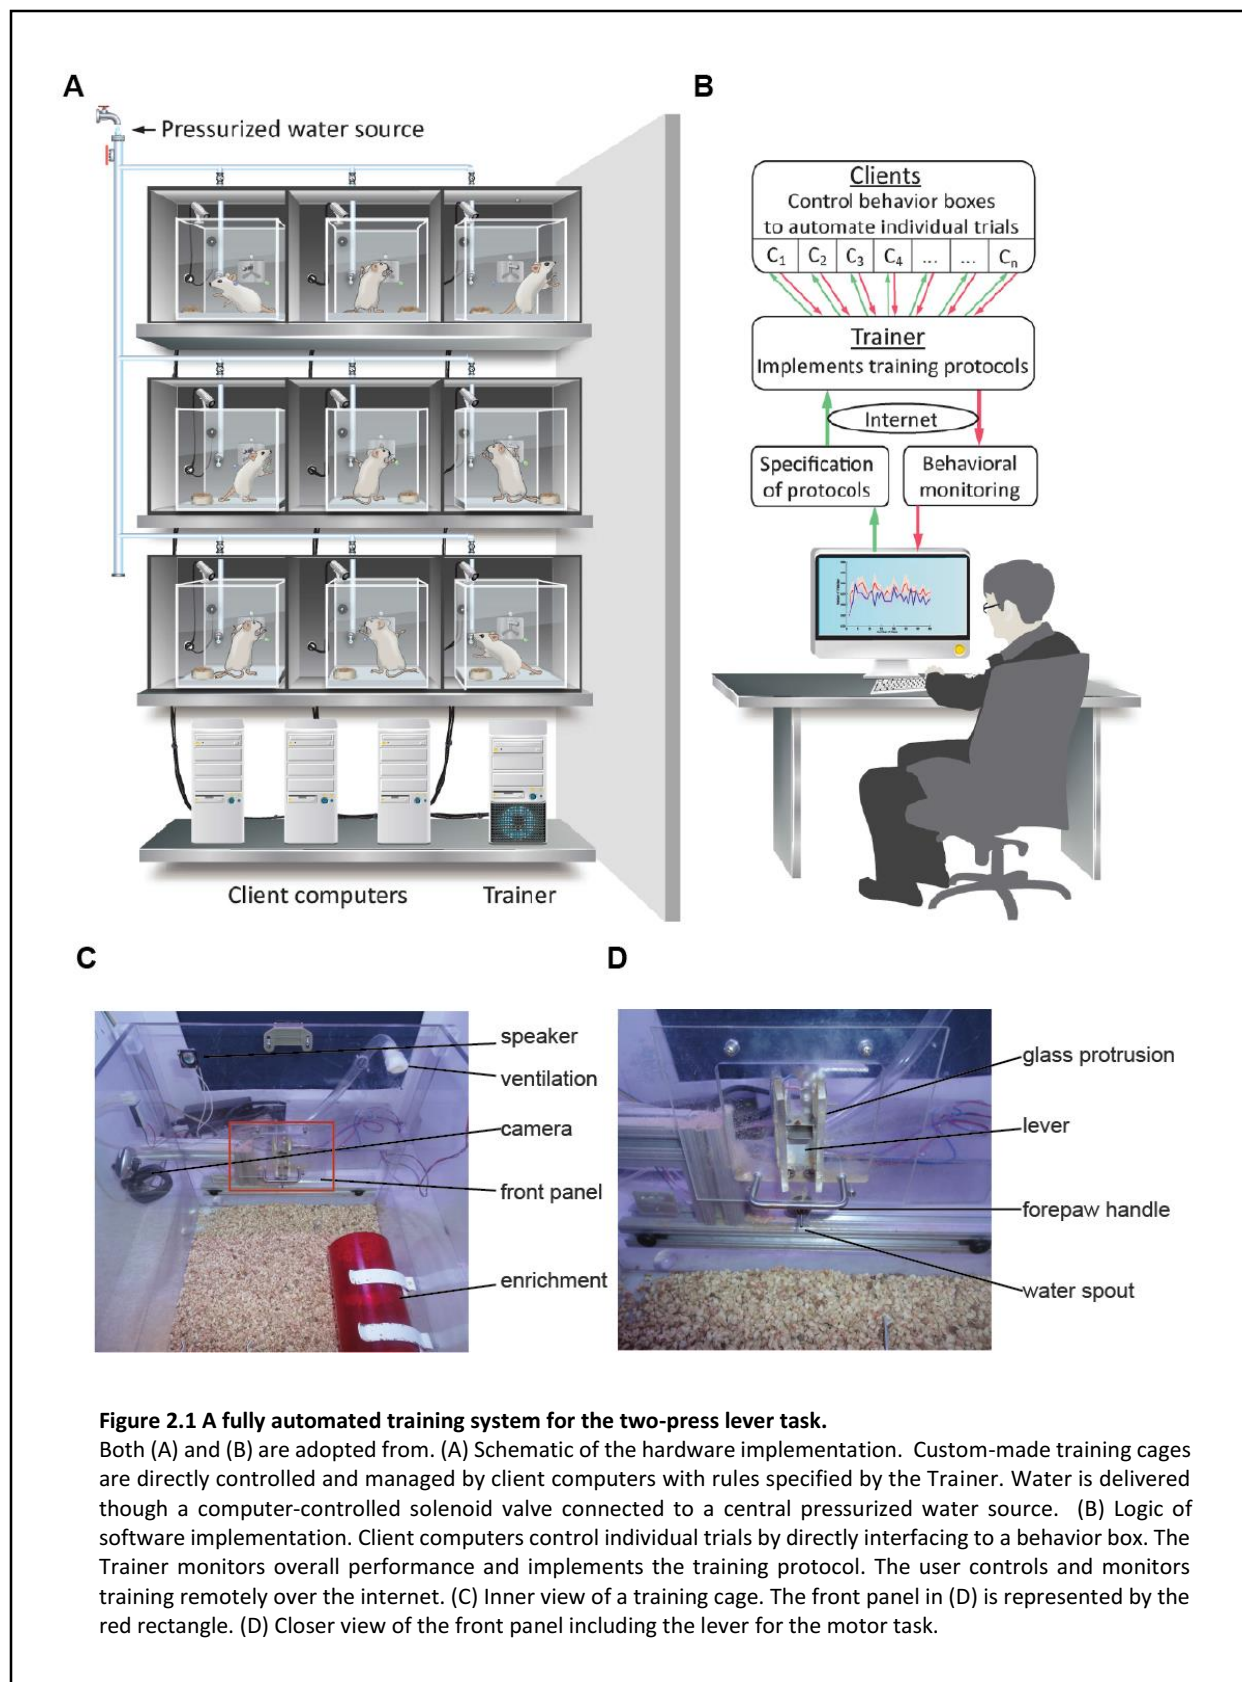 A
Pressurized water source
Client computers
Trainer
B
Clients
Control behavior boxes
to automate individual trials
C1 C2 C3 C4 ... ... Cn
Trainer
Implements training protocols
Internet
Specification
of protocols
Behavioral
monitoring
C
speaker
ventilation
camera
front panel
enrichment
D
glass protrusion
lever
forepaw handle
water spout
Figure 2.1 A fully automated training system for the two-press lever task.
Both (A) and (B) are adopted from. (A) Schematic of the hardware implementation. Custom-made training cages
are directly controlled and managed by client computers with rules specified by the Trainer. Water is delivered
though a computer-controlled solenoid valve connected to a central pressurized water source. (B) Logic of
software implementation. Client computers control individual trials by directly interfacing to a behavior box. The
Trainer monitors overall performance and implements the training protocol. The user controls and monitors
training remotely over the internet. (C) Inner view of a training cage. The front panel in (D) is represented by the
red rectangle. (D) Closer view of the front panel including the lever for the motor task.